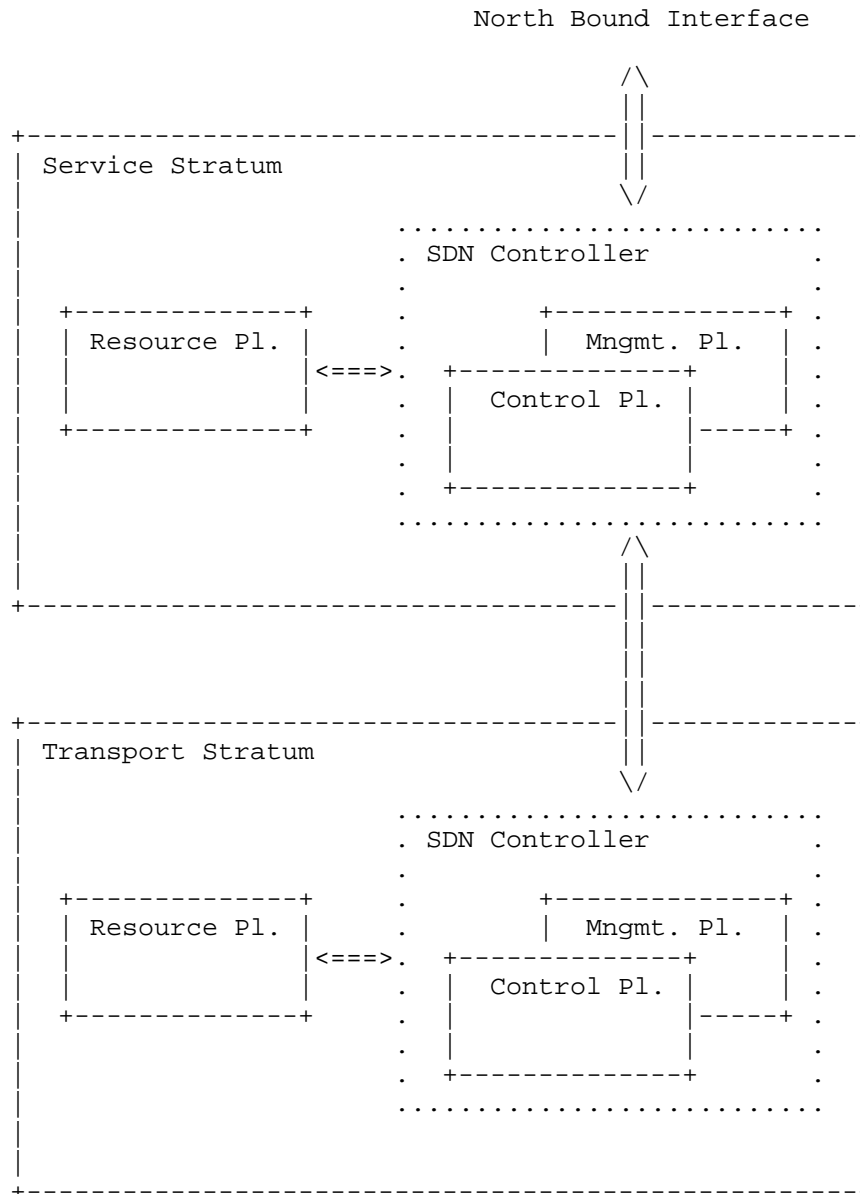 North Bound Interface
Service Stratum
SDN Controller
Resource Pl.
Mngmt. Pl.
Control Pl.
Transport Stratum
SDN Controller
Resource Pl.
Mngmt. Pl.
Control Pl.